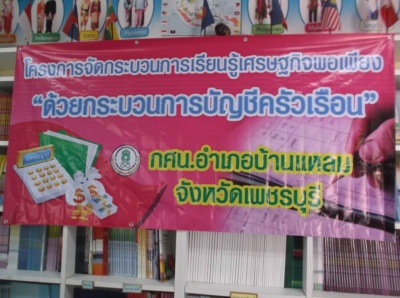 โครงการจัดกระบวนการเรียนรู้เศรษฐกิจพอเพียง
“ด้วยกระบวนการบัญชีครัวเรือน”
กศน.อำเภอบ้านแหลม
จังหวัดเพชรบุรี